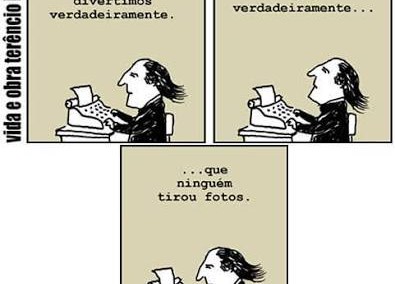 vida e obra terêncio
divertimos
verdadeiramente.
verdadeiramente...
...que
ninguém
tirou fotos.